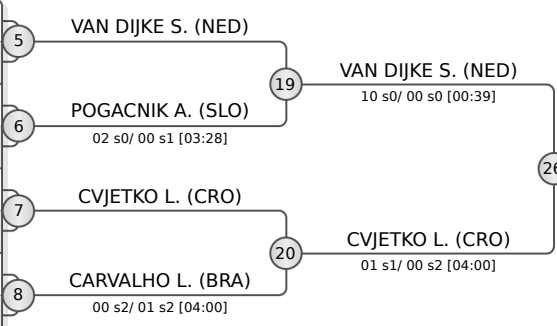 VAN DIJKE S. (NED)
5
19
VAN DIJKE S. (NED)
10 s0/ 00 s0 [00:39]
POGACNIK A. (SLO)
6
02 s0/ 00 s1 [03:28]
26
CVJETKO L. (CRO)
7
20
CVJETKO L. (CRO)
01 s1/ 00 s2 [04:00]
CARVALHO L. (BRA)
8
00 s2/ 01 s2 [04:00]